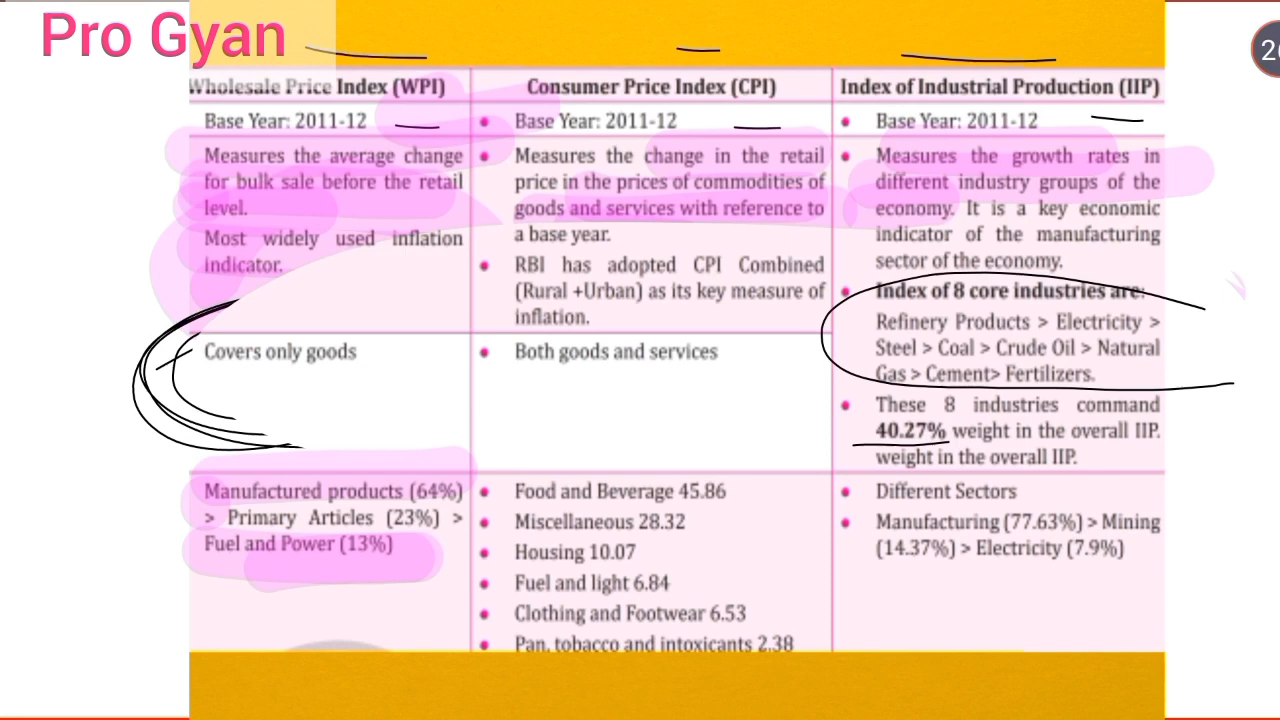 Pro Gyan
Wholesale Price Index (WPI)
Consumer Price Index (CPI)
Index of Industrial Production (IIP)
Base Year: 2011-12
• Base Year: 2011-12
• Base Year: 2011-12
Measures the average change
for bulk sale before the retail
level.
Most widely used inflation
indicator.
• Measures the change in the retail
price in the prices of commodities of
goods and services with reference to
a base year.
• RBI has adopted CPI Combined
(Rural +Urban) as its key measure of
inflation.
• Measures the growth rates in
different industry groups of the
economy. It is a key economic
indicator of the manufacturing
sector of the economy.
• Index of 8 core industries are:
Refinery Products > Electricity >
Steel > Coal > Crude Oil > Natural
Gas > Cement> Fertilizers.
• These 8 industries command
40.27% weight in the overall IIP.
weight in the overall IIP.
Covers only goods
• Both goods and services
Manufactured products (64%)
> Primary Articles (23%) >
Fuel and Power (13%)
• Food and Beverage 45.86
• Miscellaneous 28.32
• Housing 10.07
• Fuel and light 6.84
• Clothing and Footwear 6.53
• Pan, tobacco and intoxicants 2.38
• Different Sectors
• Manufacturing (77.63%) > Mining
(14.37%) > Electricity (7.9%)